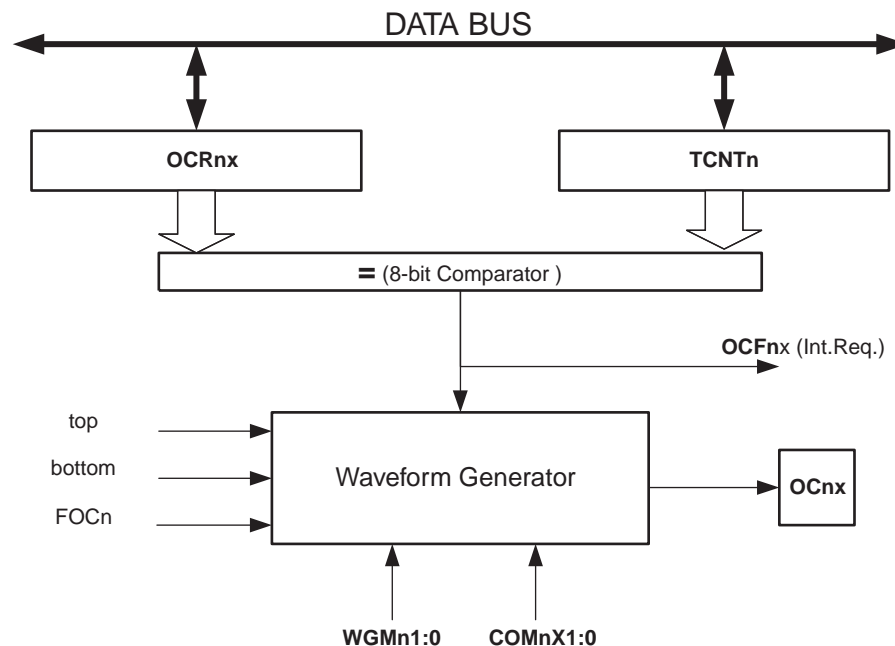 DATA BUS
OCRnx
TCNTn
= (8-bit Comparator )
OCFnx (Int.Req.)
top
bottom
FOCn
Waveform Generator
OCnx
WGMn1:0
COMnX1:0